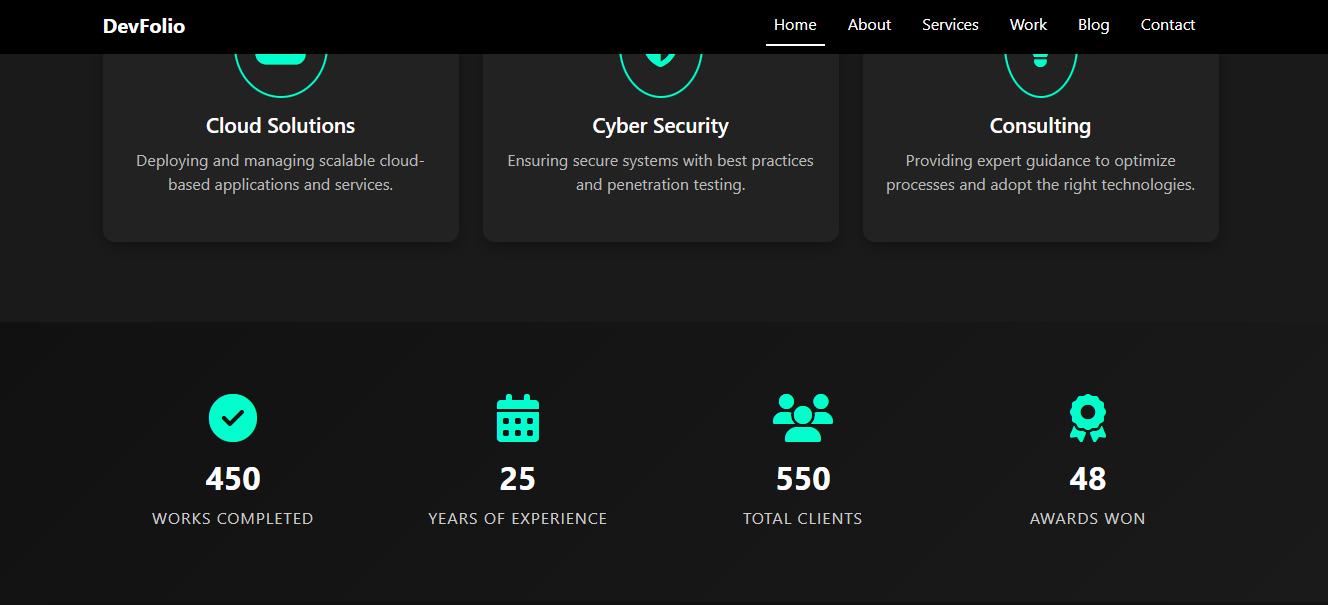 DevFolio
Home About Services Work Blog Contact
Cloud Solutions
Deploying and managing scalable cloud-
based applications and services.
Cyber Security
Ensuring secure systems with best practices
and penetration testing.
Consulting
Providing expert guidance to optimize
processes and adopt the right technologies.
450
WORKS COMPLETED
25
YEARS OF EXPERIENCE
550
TOTAL CLIENTS
48
AWARDS WON